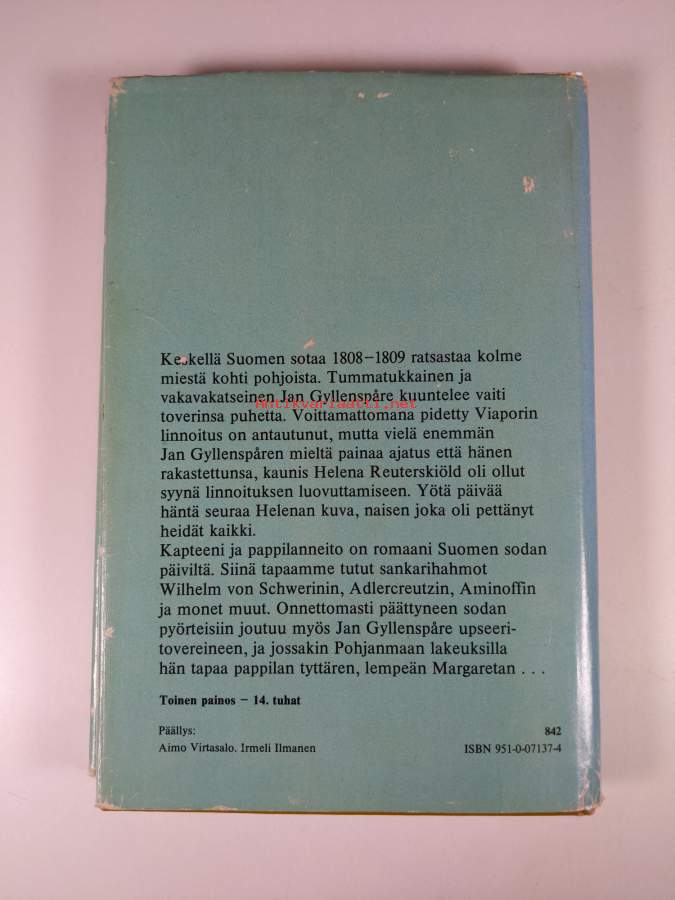 Keskellä Suomen sotaa 1808–1809 ratsastaa kolme
miestä kohti pohjoista. Tummatukkainen ja
vakavakatseinen Jan Gyllenspåre kuuntelee vaiti
antikvariaatti.net
toverinsa puhetta. Voittamattomana pidetty Viaporin
linnoitus on antautunut, mutta vielä enemmän
Jan Gyllenspåren mieltä painaa ajatus että hänen
rakastettunsa, kaunis Helena Reuterskiöld oli ollut
syynä linnoituksen luovuttamiseen. Yötä päivää
häntä seuraa Helenan kuva, naisen joka oli pettänyt
heidät kaikki.
Kapteeni ja pappilanneito on romaani Suomen sodan
päiviltä. Siinä tapaamme tutut sankarihahmot
Wilhelm von Schwerinin, Adlercreutzin, Aminoffin
ja monet muut. Onnettomasti päättyneen sodan
pyörteisiin joutuu myös Jan Gyllenspåre upseeri-
tovereineen, ja jossakin Pohjanmaan lakeuksilla
hän tapaa pappilan tyttären, lempeän Margaretan . . .
Toinen painos – 14. tuhat
Päällys:
Aimo Virtasalo. Irmeli Ilmanen
842
ISBN 951-0-07137-4